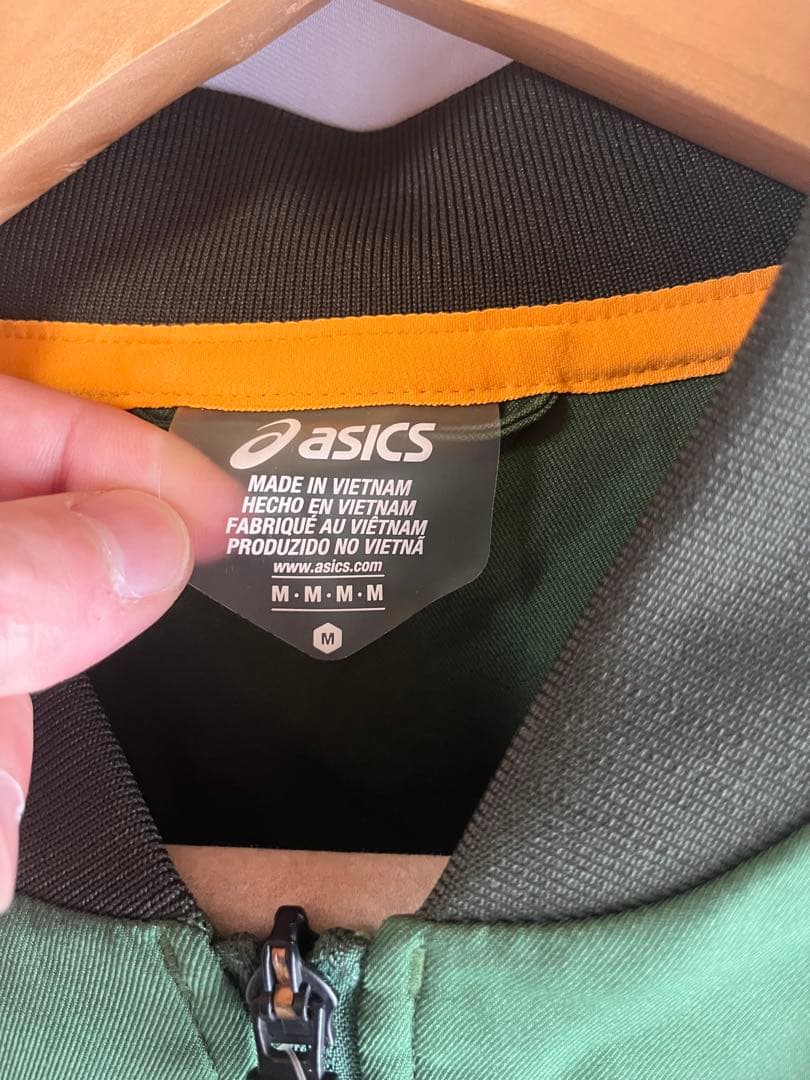 asics
MADE IN VIETNAM
HECHO EN VIETNAM
FABRIQUÉ AU VIÊTNAM
PRODUZIDO NO VIETNÃ
www.asics.com
M·M·M·M
M